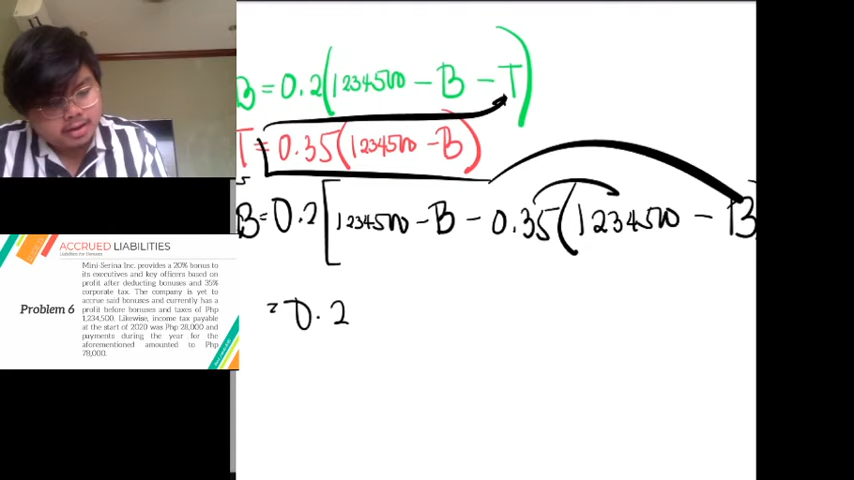 B = 0.2(1234500 - B - T)
T = 0.35(1234500 - B)
B = 0.2[1234500 - B - 0.35(1234500 - B
= 0.2
ACCRUED LIABILITIES
Liabilities for Bonuses
Problem 6
Mini-Serina Inc. provides a 20% bonus to
its executives and key officers based on
profit after deducting bonuses and 35%
corporate tax. The company is yet to
accrue said bonuses and currently has a
profit before bonuses and taxes of Php
1,234,500. Likewise, income tax payable
at the start of 2020 was Php 28,000 and
payments during the year for the
aforementioned amounted to Php
78,000.